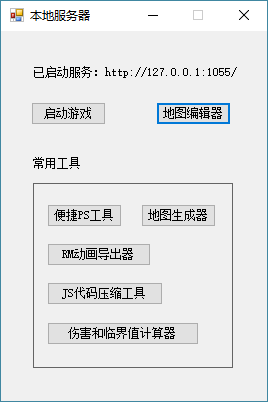 本地服务器
已启动服务：http://127.0.0.1:1055/
启动游戏 地图编辑器
常用工具
便捷PS工具 地图生成器
RM动画导出器
JS代码压缩工具
伤害和临界值计算器